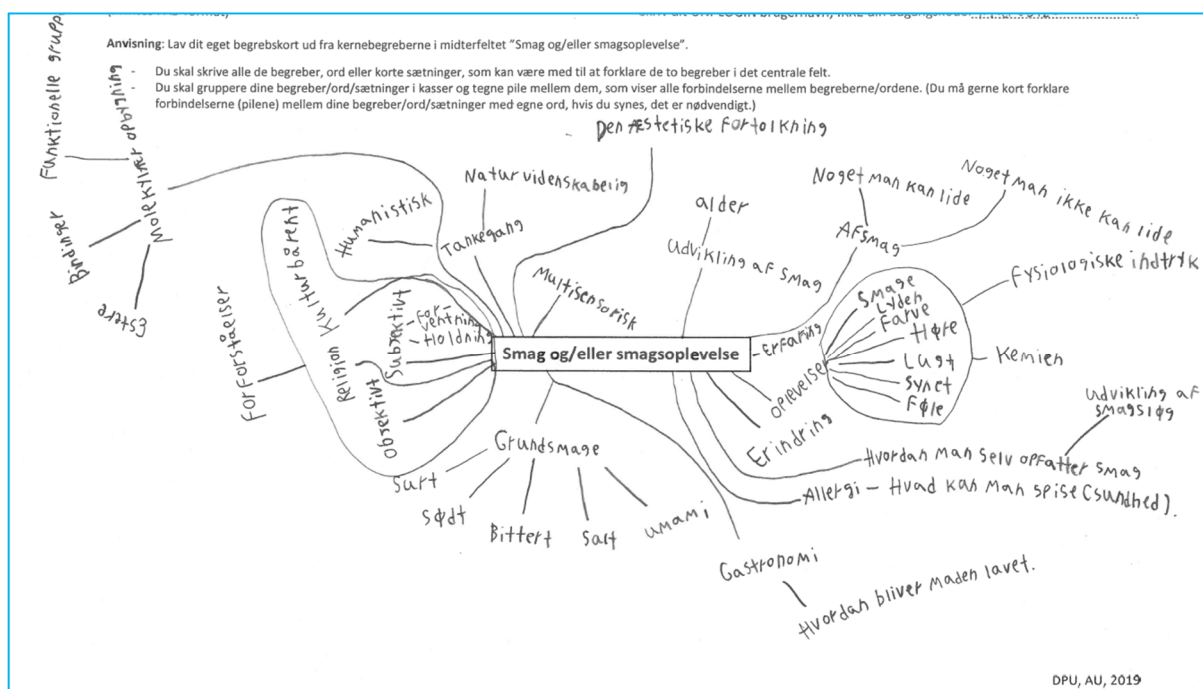 Anvisning: Lav dit eget begrebskort ud fra kernebegreberne i midterfeltet "Smag og/eller smagsoplevelse".
- Du skal skrive alle de begreber, ord eller korte sætninger, som kan være med til at forklare de to begreber i det centrale felt.
- Du skal gruppere dine begreber/ord/sætninger i kasser og tegne pile mellem dem, som viser alle forbindelserne mellem begreberne/ordene. (Du må gerne kort forklare
forbindelserne (pilene) mellem dine begreber/ord/sætninger med egne ord, hvis du synes, det er nødvendigt.)
Funktionelle
Molekylær opbygning
Bindinger
Estere
Den Æstetiske Fortolkning
Naturvidenskabelig
Humanistisk
Tankegang
Multisensorisk
alder
Udvikling af smag
Noget man kan lide
Noget man ikke kan lide
Afsmag
Erfaring
Fysiologiske indtryk
Smage
Lyden
Farve
Høre
Lugt
Synet
Føle
Kemien
oplevelser
Erindring
Smag og/eller smagsoplevelse
Kulturbårent
Religion
Subjektivt
- For-
ventning
- Holdning
Objektivt
Forforståelser
Grundsmage
Surt
Sødt
Bittert
Salt
umami
Udvikling af
smagsløg
Hvordan man selv opfatter smag
Allergi - Hvad kan man spise (sundhed).
Gastronomi
Hvordan bliver maden lavet.
DPU, AU, 2019